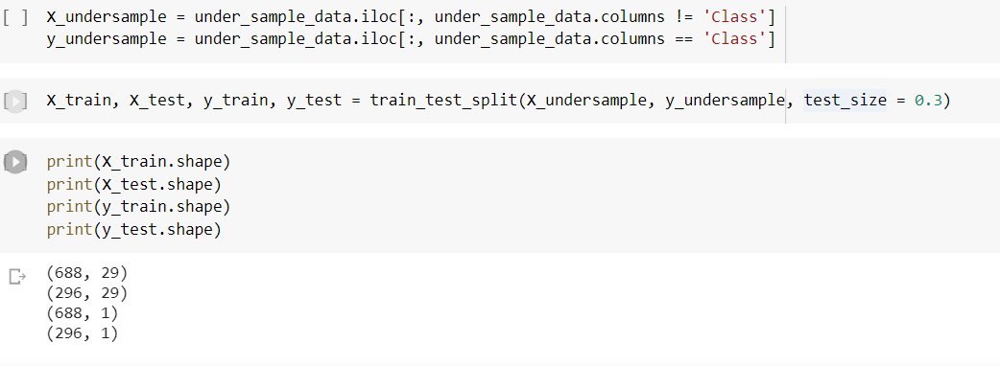 [ ] X_undersample = under_sample_data.iloc[:, under_sample_data.columns != 'Class']
y_undersample = under_sample_data.iloc[:, under_sample_data.columns == 'Class']
X_train, X_test, y_train, y_test = train_test_split(X_undersample, y_undersample, test_size = 0.3)
print(X_train.shape)
print(X_test.shape)
print(y_train.shape)
print(y_test.shape)
(688, 29)
(296, 29)
(688, 1)
(296, 1)